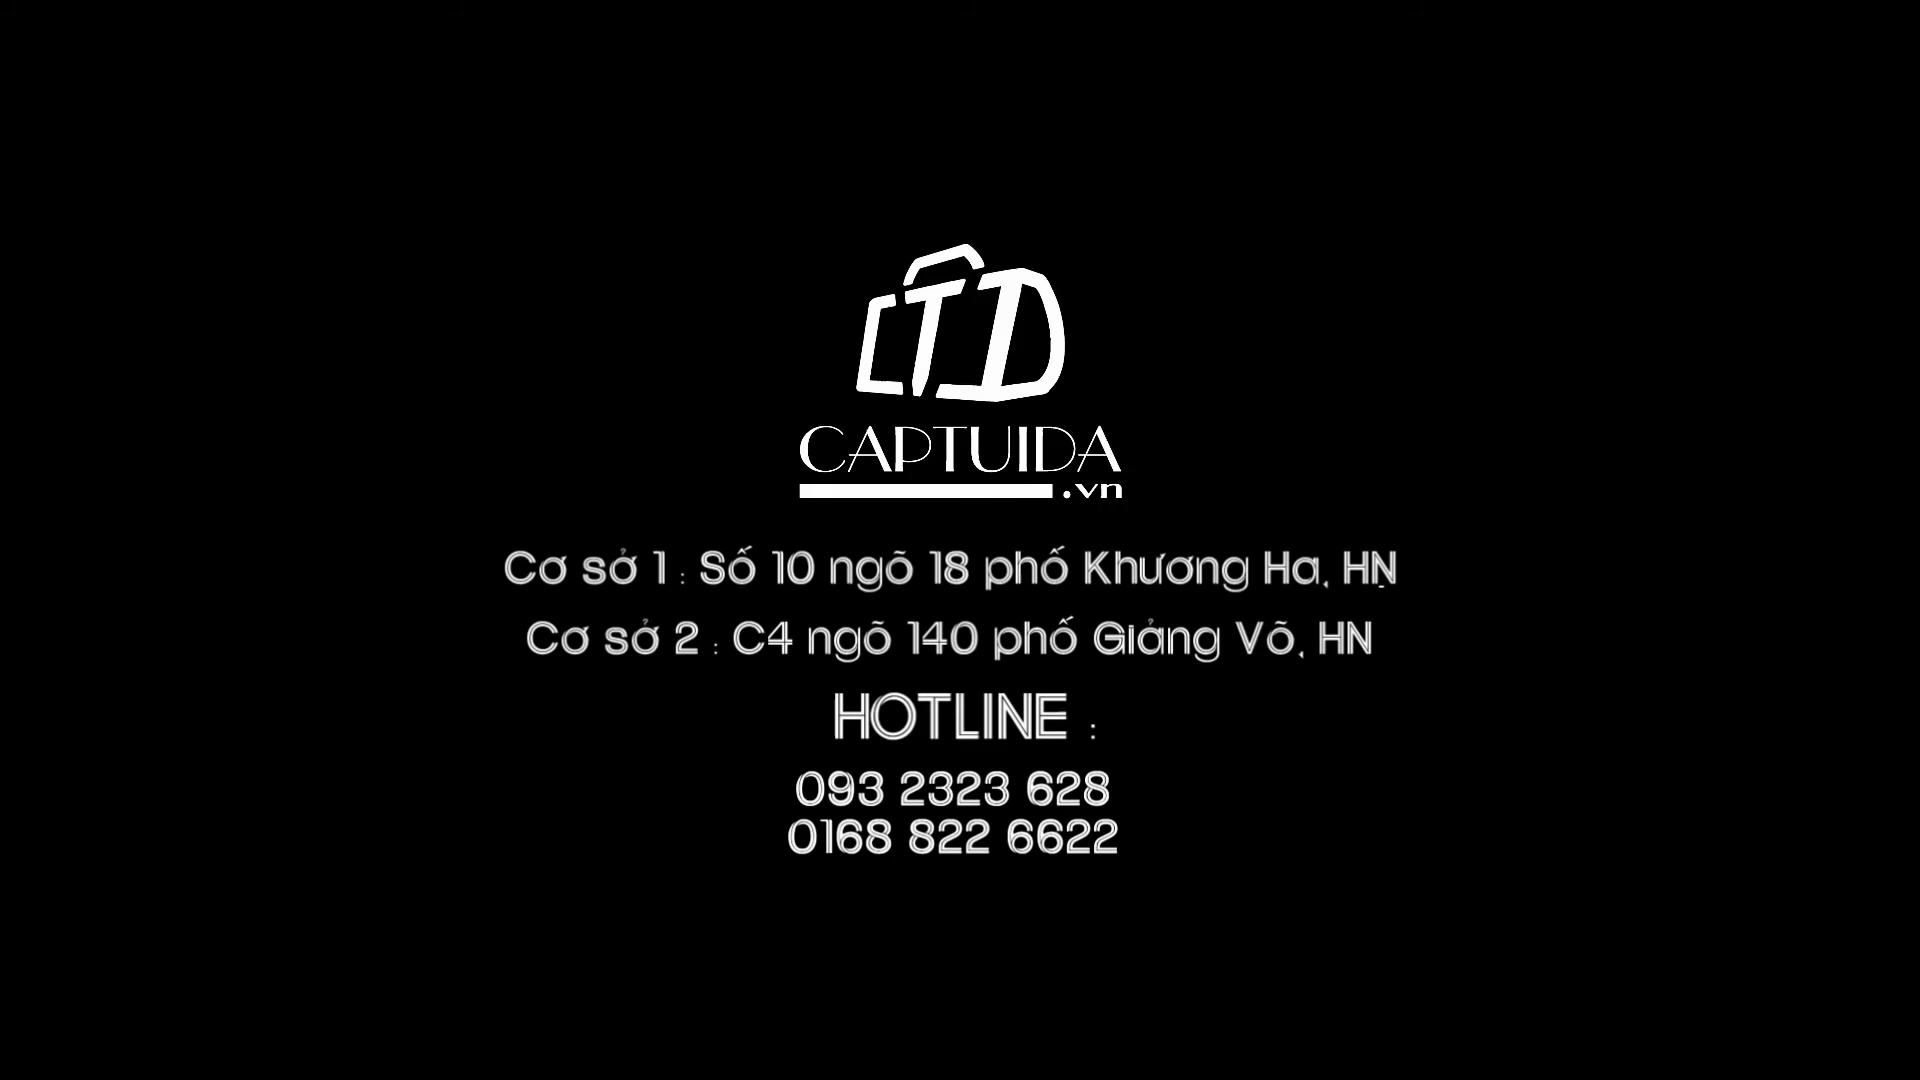 CTD
CAPTUIDA
.vn
Cơ sở 1 : Số 10 ngõ 18 phố Khương Hạ, HN
Cơ sở 2 : C4 ngõ 140 phố Giảng Võ, HN
HOTLINE :
093 2323 628
0168 822 6622